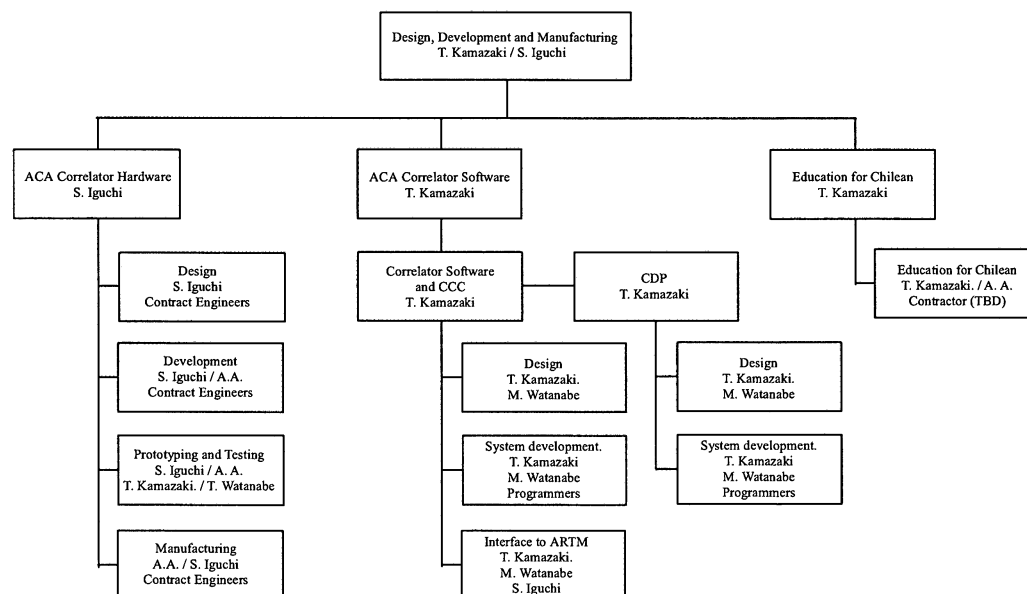 Design, Development and Manufacturing
T. Kamazaki / S. Iguchi
ACA Correlator Hardware
S. Iguchi
ACA Correlator Software
T. Kamazaki
Education for Chilean
T. Kamazaki
Design
S. Iguchi
Contract Engineers
Correlator Software
and CCC
T. Kamazaki
CDP
T. Kamazaki
Education for Chilean
T. Kamazaki. / A. A.
Contractor (TBD)
Development
S. Iguchi / A.A.
Contract Engineers
Design
T. Kamazaki.
M. Watanabe
Design
T. Kamazaki.
M. Watanabe
Prototyping and Testing
S. Iguchi / A. A.
T. Kamazaki. / T. Watanabe
System development.
T. Kamazaki
M. Watanabe
Programmers
System development.
T. Kamazaki
M. Watanabe
Programmers
Manufacturing
A.A. / S. Iguchi
Contract Engineers
Interface to ARTM
T. Kamazaki.
M. Watanabe
S. Iguchi